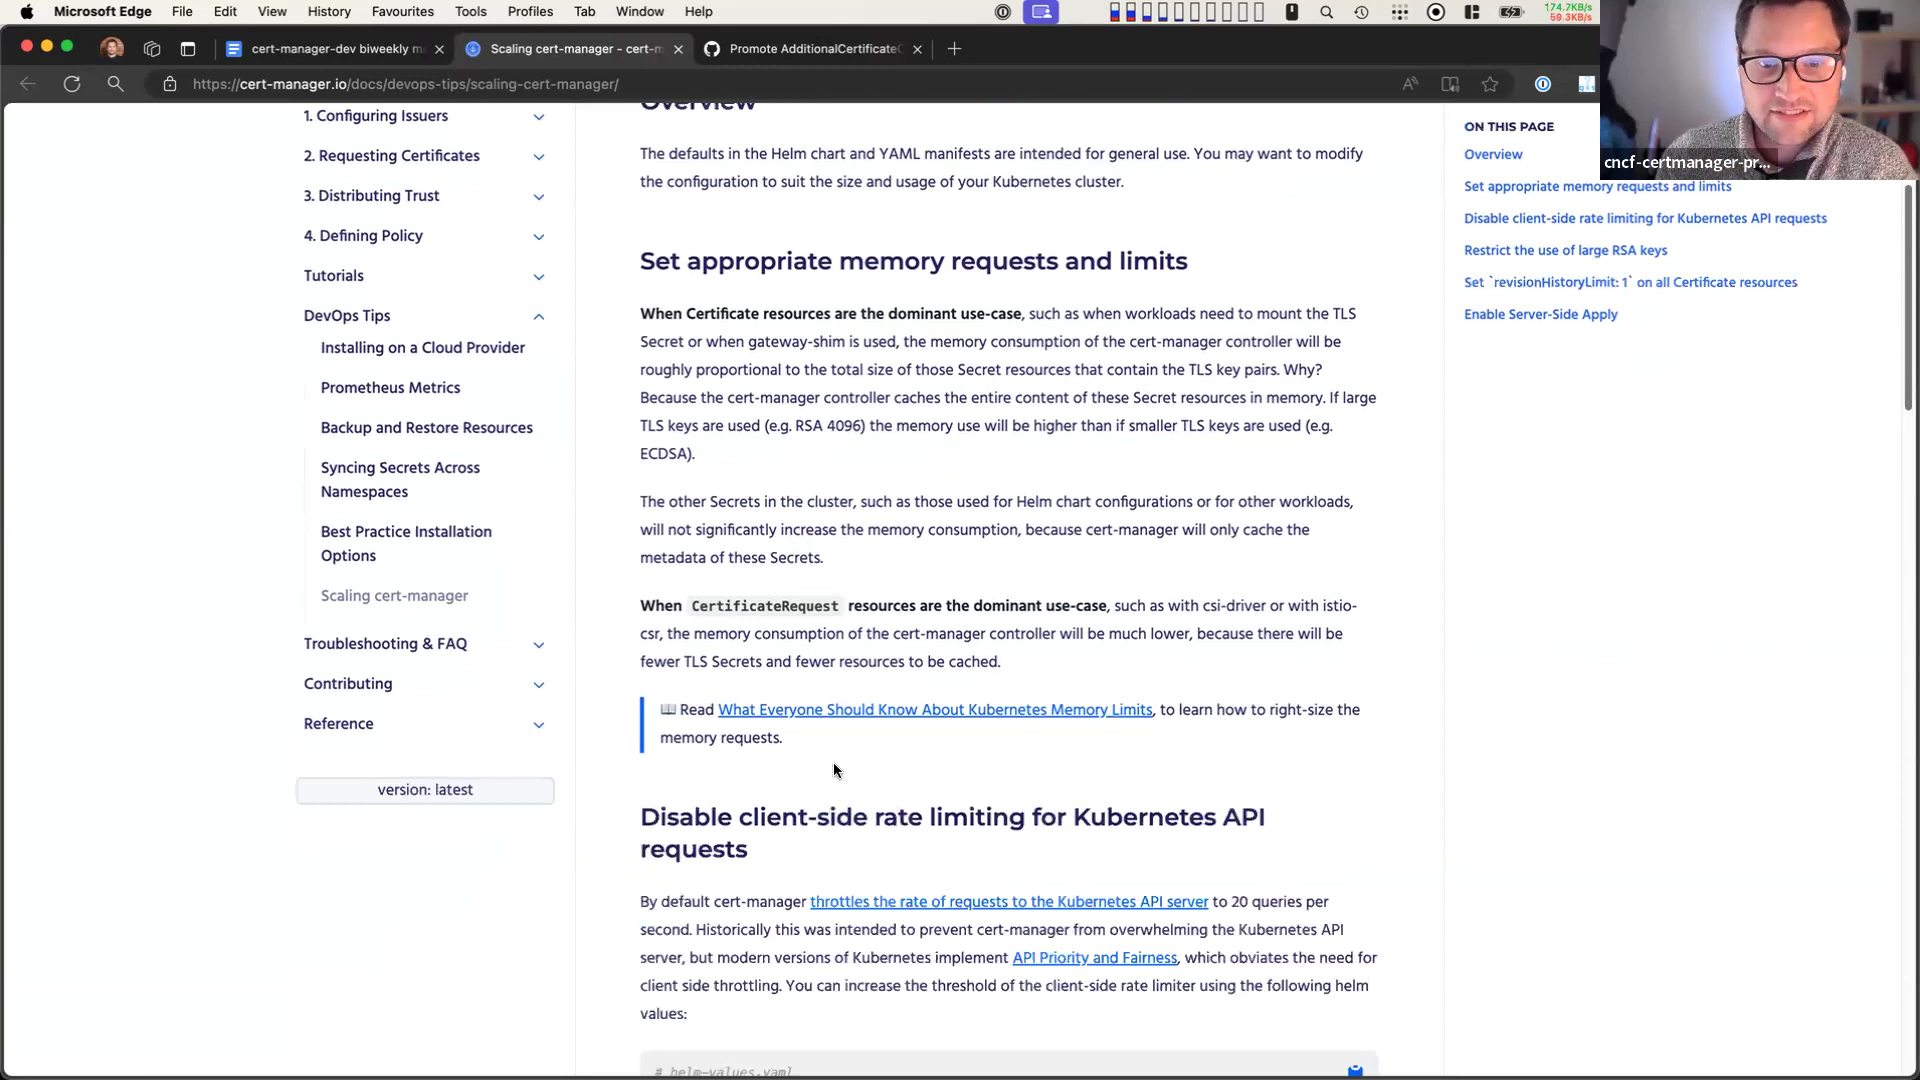 Microsoft Edge File Edit View History Favourites Tools Profiles Tab Window Help
174.7KB/s
59.3KB/s
cert-manager-dev biweekly m
Scaling cert-manager - cert-m
Promote AdditionalCertificateO
https://cert-manager.io/docs/devops-tips/scaling-cert-manager/
cncf-certmanager-pr...
1. Configuring Issuers
2. Requesting Certificates
3. Distributing Trust
4. Defining Policy
Tutorials
DevOps Tips
Installing on a Cloud Provider
Prometheus Metrics
Backup and Restore Resources
Syncing Secrets Across
Namespaces
Best Practice Installation
Options
Scaling cert-manager
Troubleshooting & FAQ
Contributing
Reference
version: latest
Overview
The defaults in the Helm chart and YAML manifests are intended for general use. You may want to modify
the configuration to suit the size and usage of your Kubernetes cluster.
Set appropriate memory requests and limits
When Certificate resources are the dominant use-case, such as when workloads need to mount the TLS
Secret or when gateway-shim is used, the memory consumption of the cert-manager controller will be
roughly proportional to the total size of those Secret resources that contain the TLS key pairs. Why?
Because the cert-manager controller caches the entire content of these Secret resources in memory. If large
TLS keys are used (e.g. RSA 4096) the memory use will be higher than if smaller TLS keys are used (e.g.
ECDSA).
The other Secrets in the cluster, such as those used for Helm chart configurations or for other workloads,
will not significantly increase the memory consumption, because cert-manager will only cache the
metadata of these Secrets.
When CertificateRequest resources are the dominant use-case, such as with csi-driver or with istio-
csr, the memory consumption of the cert-manager controller will be much lower, because there will be
fewer TLS Secrets and fewer resources to be cached.
📖 Read What Everyone Should Know About Kubernetes Memory Limits, to learn how to right-size the
memory requests.
Disable client-side rate limiting for Kubernetes API
requests
By default cert-manager throttles the rate of requests to the Kubernetes API server to 20 queries per
second. Historically this was intended to prevent cert-manager from overwhelming the Kubernetes API
server, but modern versions of Kubernetes implement API Priority and Fairness, which obviates the need for
client side throttling. You can increase the threshold of the client-side rate limiter using the following helm
values:
# helm-values.yaml
ON THIS PAGE
Overview
Set appropriate memory requests and limits
Disable client-side rate limiting for Kubernetes API requests
Restrict the use of large RSA keys
Set `revisionHistoryLimit: 1` on all Certificate resources
Enable Server-Side Apply